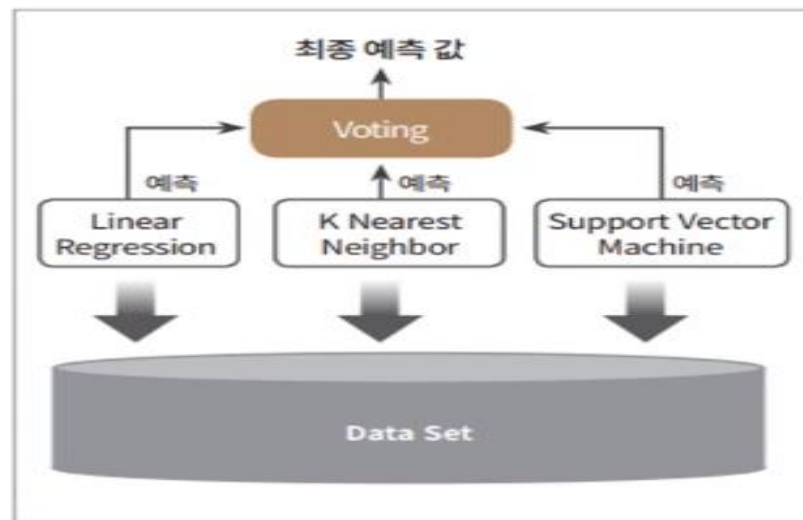 최종 예측 값
Voting
예측 예측 예측
Linear Regression
K Nearest Neighbor
Support Vector Machine
Data Set